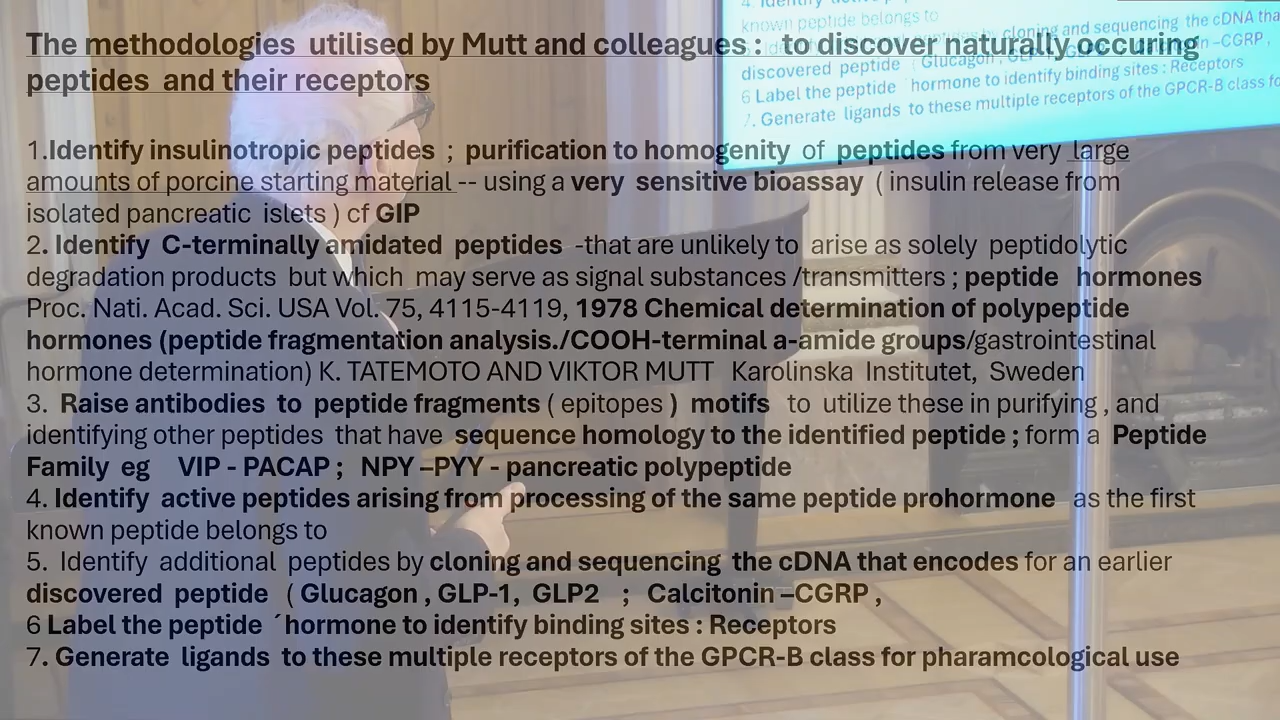 The methodologies utilised by Mutt and colleagues : to discover naturally occuring
peptides and their receptors
1.Identify insulinotropic peptides ; purification to homogenity of peptides from very large
amounts of porcine starting material -- using a very sensitive bioassay ( insulin release from
isolated pancreatic islets ) cf GIP
2. Identify C-terminally amidated peptides -that are unlikely to arise as solely peptidolytic
degradation products but which may serve as signal substances /transmitters ; peptide hormones
Proc. Nati. Acad. Sci. USA Vol. 75, 4115-4119, 1978 Chemical determination of polypeptide
hormones (peptide fragmentation analysis./COOH-terminal a-amide groups/gastrointestinal
hormone determination) K. TATEMOTO AND VIKTOR MUTT Karolinska Institutet, Sweden
3. Raise antibodies to peptide fragments ( epitopes ) motifs to utilize these in purifying , and
identifying other peptides that have sequence homology to the identified peptide ; form a Peptide
Family eg VIP - PACAP ; NPY –PYY - pancreatic polypeptide
4. Identify active peptides arising from processing of the same peptide prohormone as the first
known peptide belongs to
5. Identify additional peptides by cloning and sequencing the cDNA that encodes for an earlier
discovered peptide ( Glucagon , GLP-1, GLP2 ; Calcitonin –CGRP ,
6 Label the peptide ´hormone to identify binding sites : Receptors
7. Generate ligands to these multiple receptors of the GPCR-B class for pharamcological use
known peptide belongs to
cloning and sequencing the cDNA tha
discovered peptide ( Glucagon , –CGRP ,
6 Label the peptide ´hormone to identify binding sites : Receptors
7. Generate ligands to these multiple receptors of the GPCR-B class fo